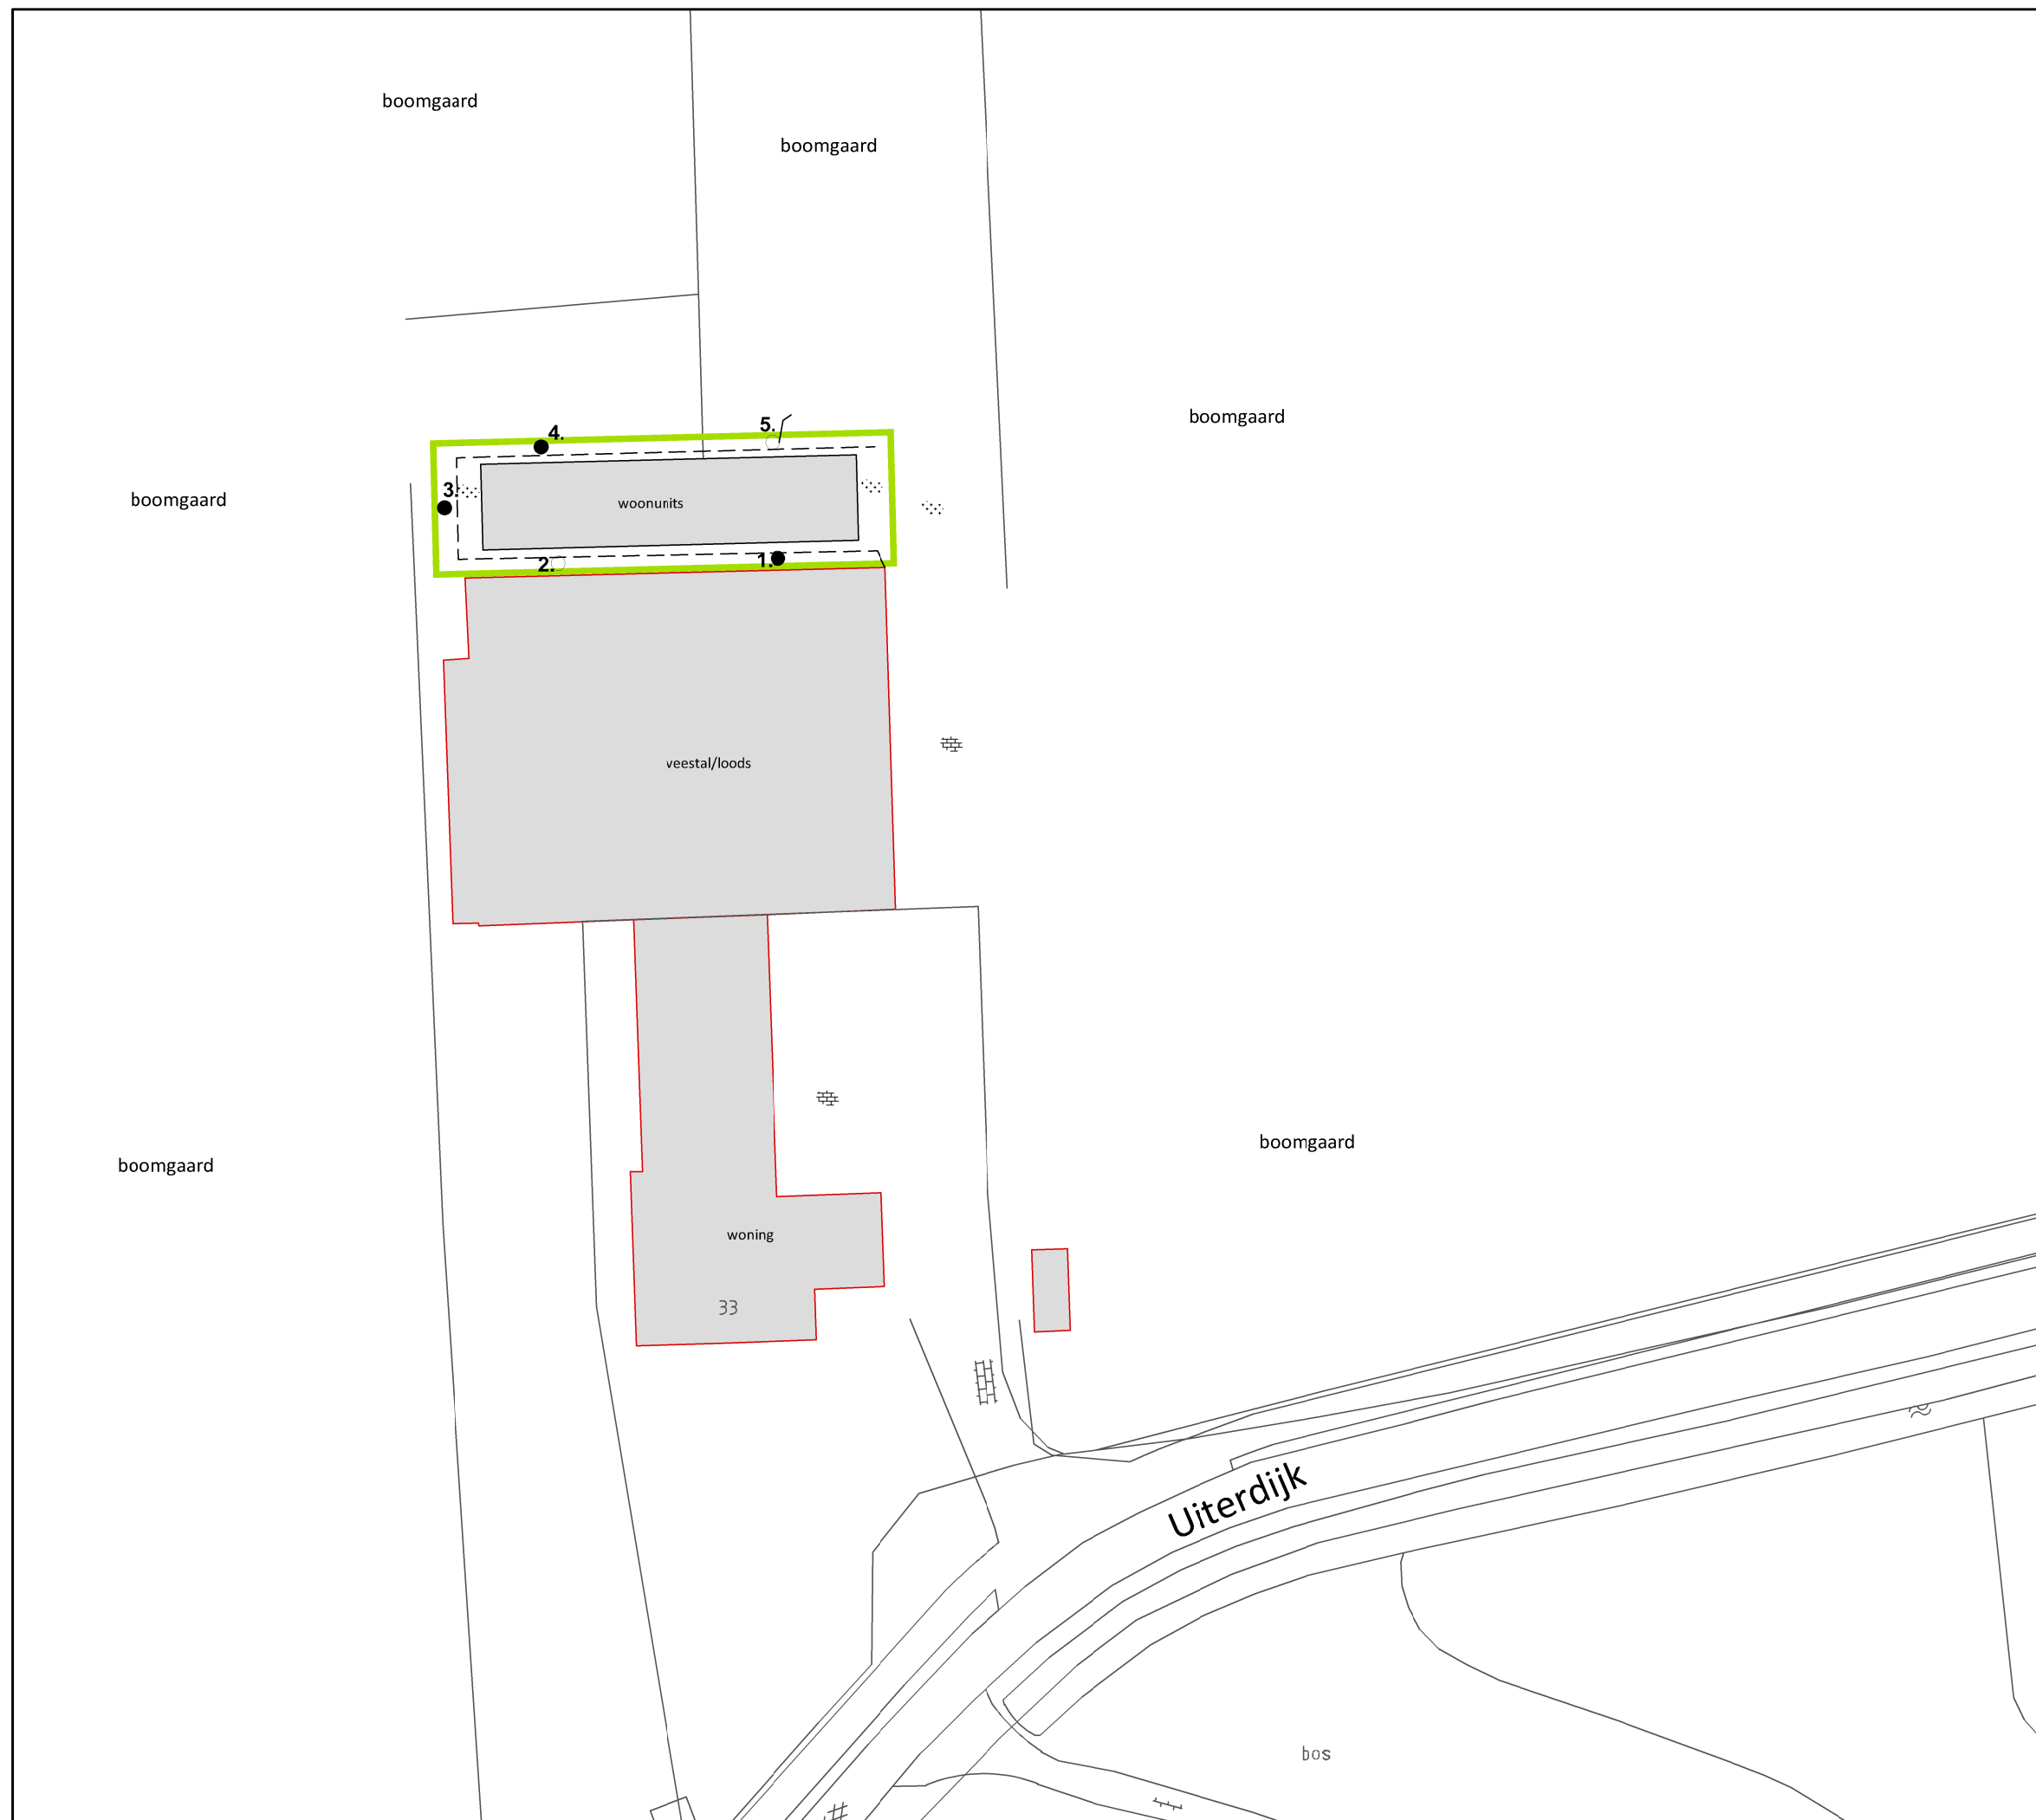 boomgaard
boomgaard
boomgaard
5.
4.
3.
boomgaard
woonunits
1.
2.
veestal/loods
boomgaard
boomgaard
woning
33
Uiterdijk
bos